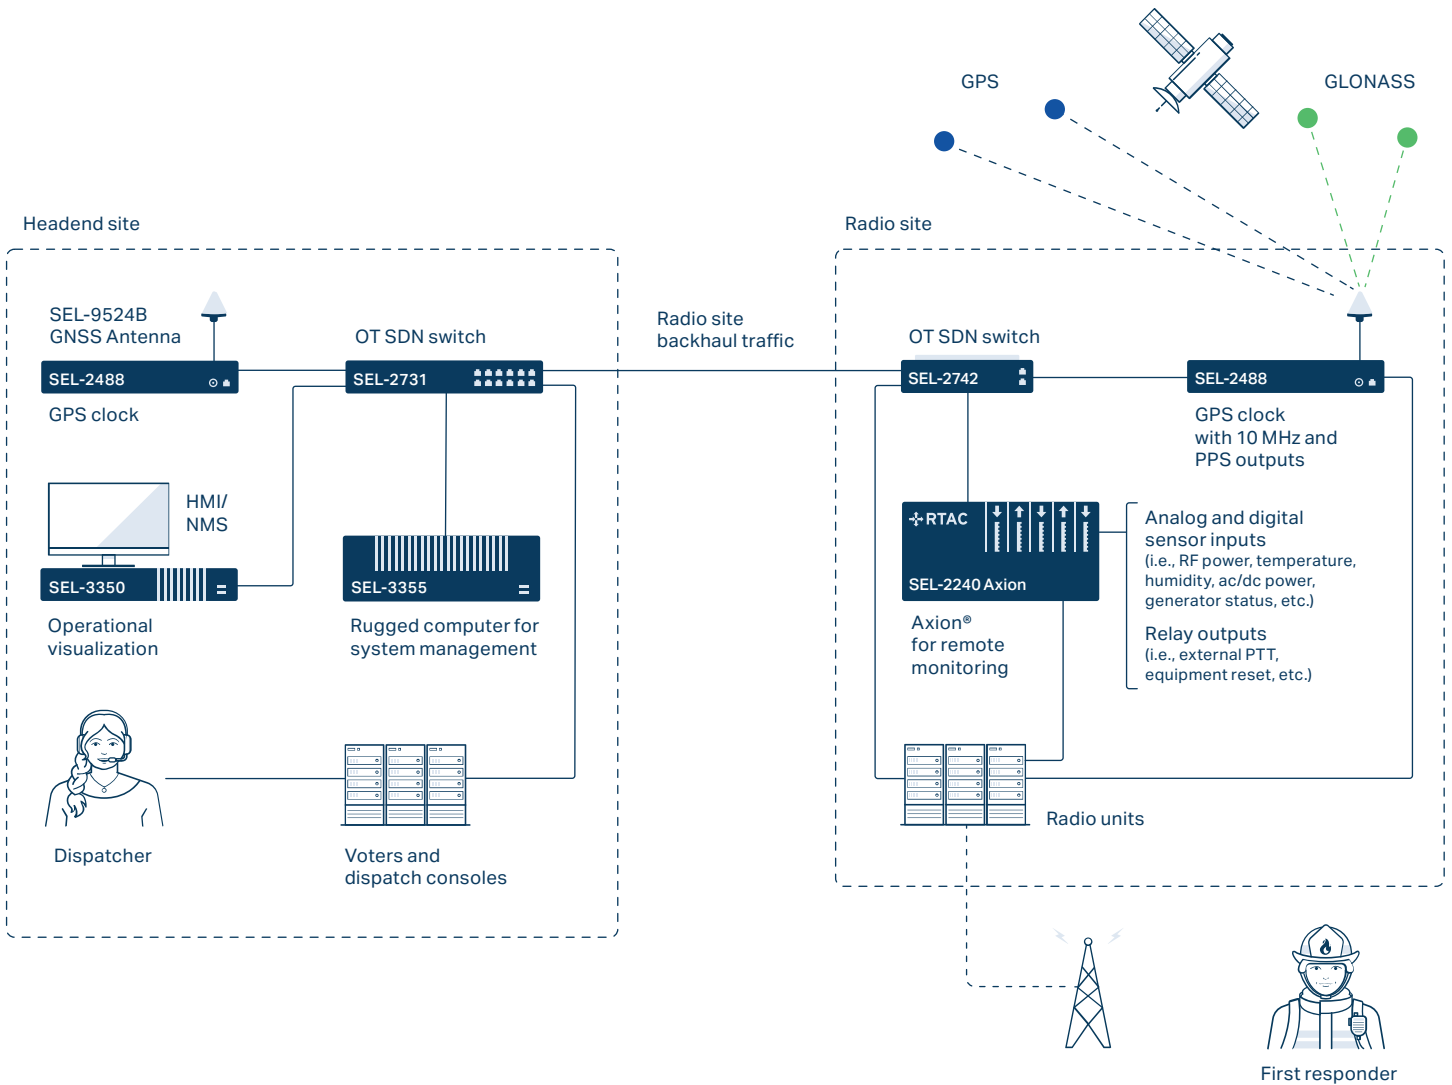 GPS
GLONASS
Headend site
Radio site
SEL-9524B
GNSS Antenna
OT SDN switch
Radio site
backhaul traffic
OT SDN switch
SEL-2488
SEL-2731
SEL-2742
SEL-2488
GPS clock
GPS clock
with 10 MHz and
PPS outputs
HMI/
NMS
SEL-3350
Operational
visualization
SEL-3355
Rugged computer for
system management
RTAC
SEL-2240 Axion
Axion®
for remote
monitoring
Analog and digital
sensor inputs
(i.e., RF power, temperature,
humidity, ac/dc power,
generator status, etc.)
Relay outputs
(i.e., external PTT,
equipment reset, etc.)
Dispatcher
Voters and
dispatch consoles
Radio units
First responder